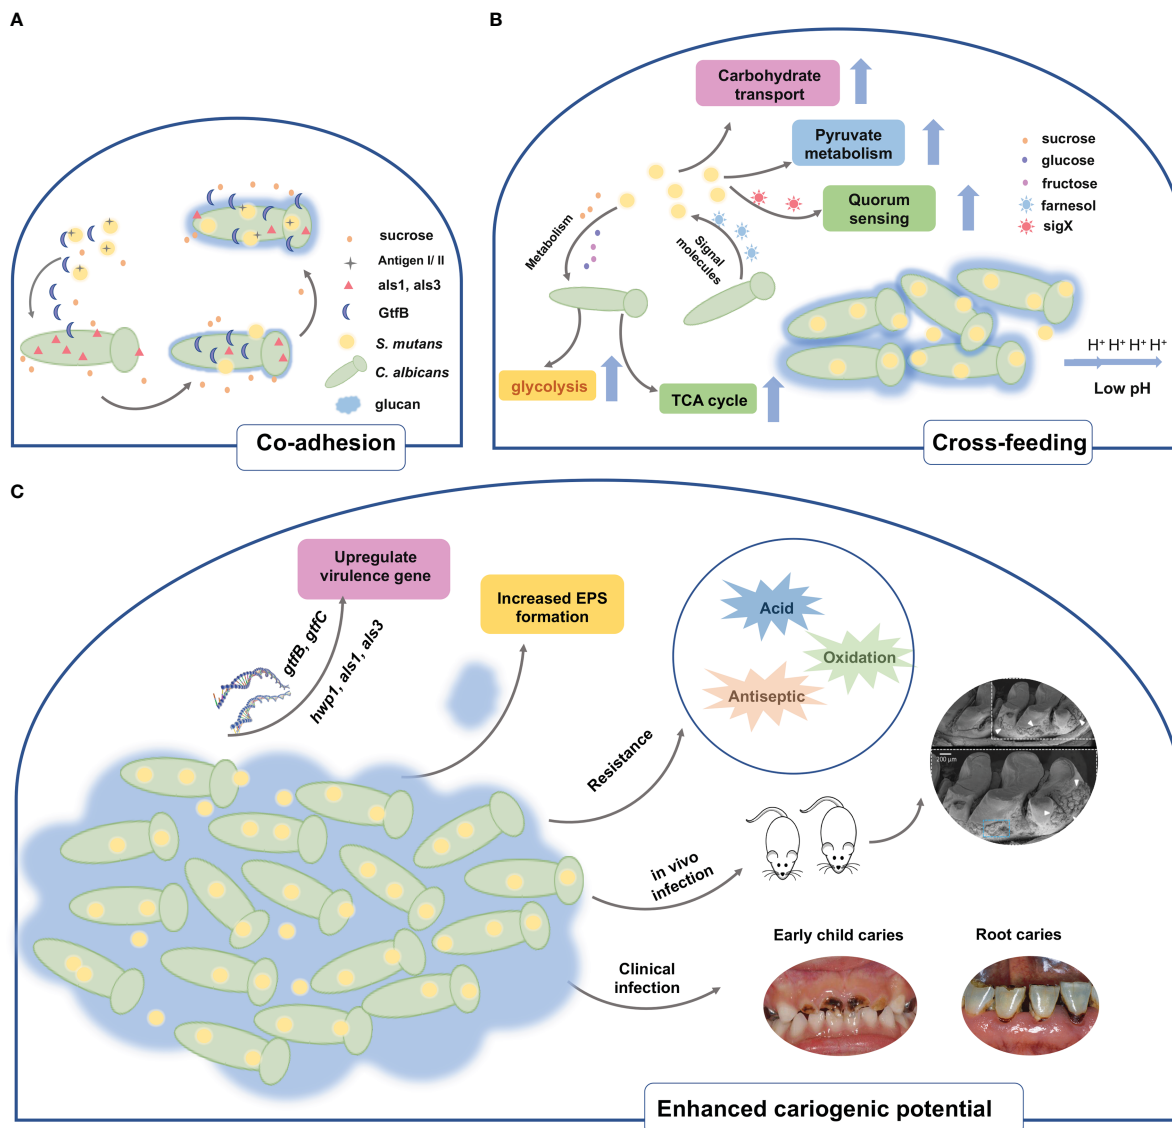 A
sucrose
Antigen I/ II
als1, als3
GtfB
S. mutans
C. albicans
glucan
Co-adhesion
B
Carbohydrate
transport
Pyruvate
metabolism
Quorum
sensing
sucrose
glucose
fructose
farnesol
sigX
Metabolism
Signal
molecules
glycolysis
TCA cycle
H+ H+ H+ H+
Low pH
Cross-feeding
C
Upregulate
virulence gene
gtfB, gtfC
hwp1, als1, als3
Increased EPS
formation
Acid
Oxidation
Antiseptic
Resistance
in vivo
infection
200 μm
Clinical
infection
Early child caries
Root caries
Enhanced cariogenic potential